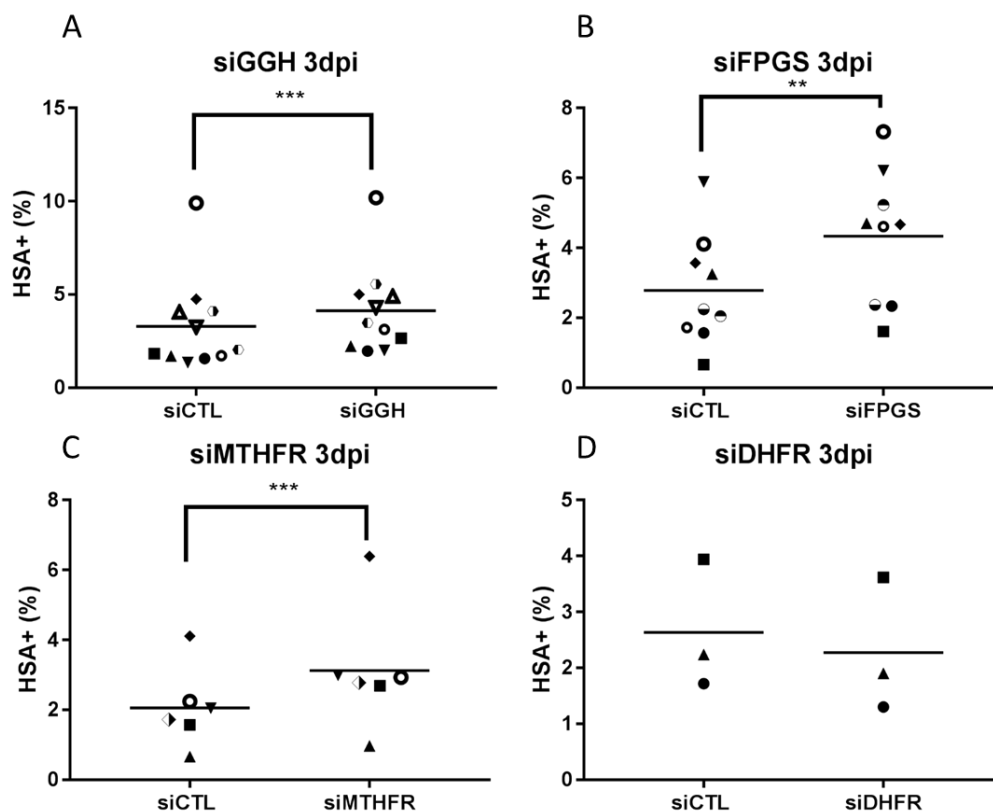 A
siGGH 3dpi
***
HSA+ (%)
15
10
5
0
siCTL
siGGH
B
siFPGS 3dpi
**
HSA+ (%)
8
6
4
2
0
siCTL
siFPGS
C
siMTHFR 3dpi
***
HSA+ (%)
8
6
4
2
0
siCTL
siMTHFR
D
siDHFR 3dpi
HSA+ (%)
5
4
3
2
1
0
siCTL
siDHFR